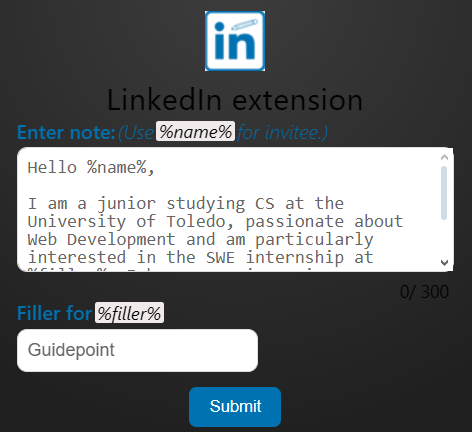 in
LinkedIn extension
Enter note: (Use %name% for invitee.)
Hello %name%,
I am a junior studying CS at the
University of Toledo, passionate about
Web Development and am particularly
interested in the SWE internship at
0/ 300
Filler for %filler%
Guidepoint
Submit